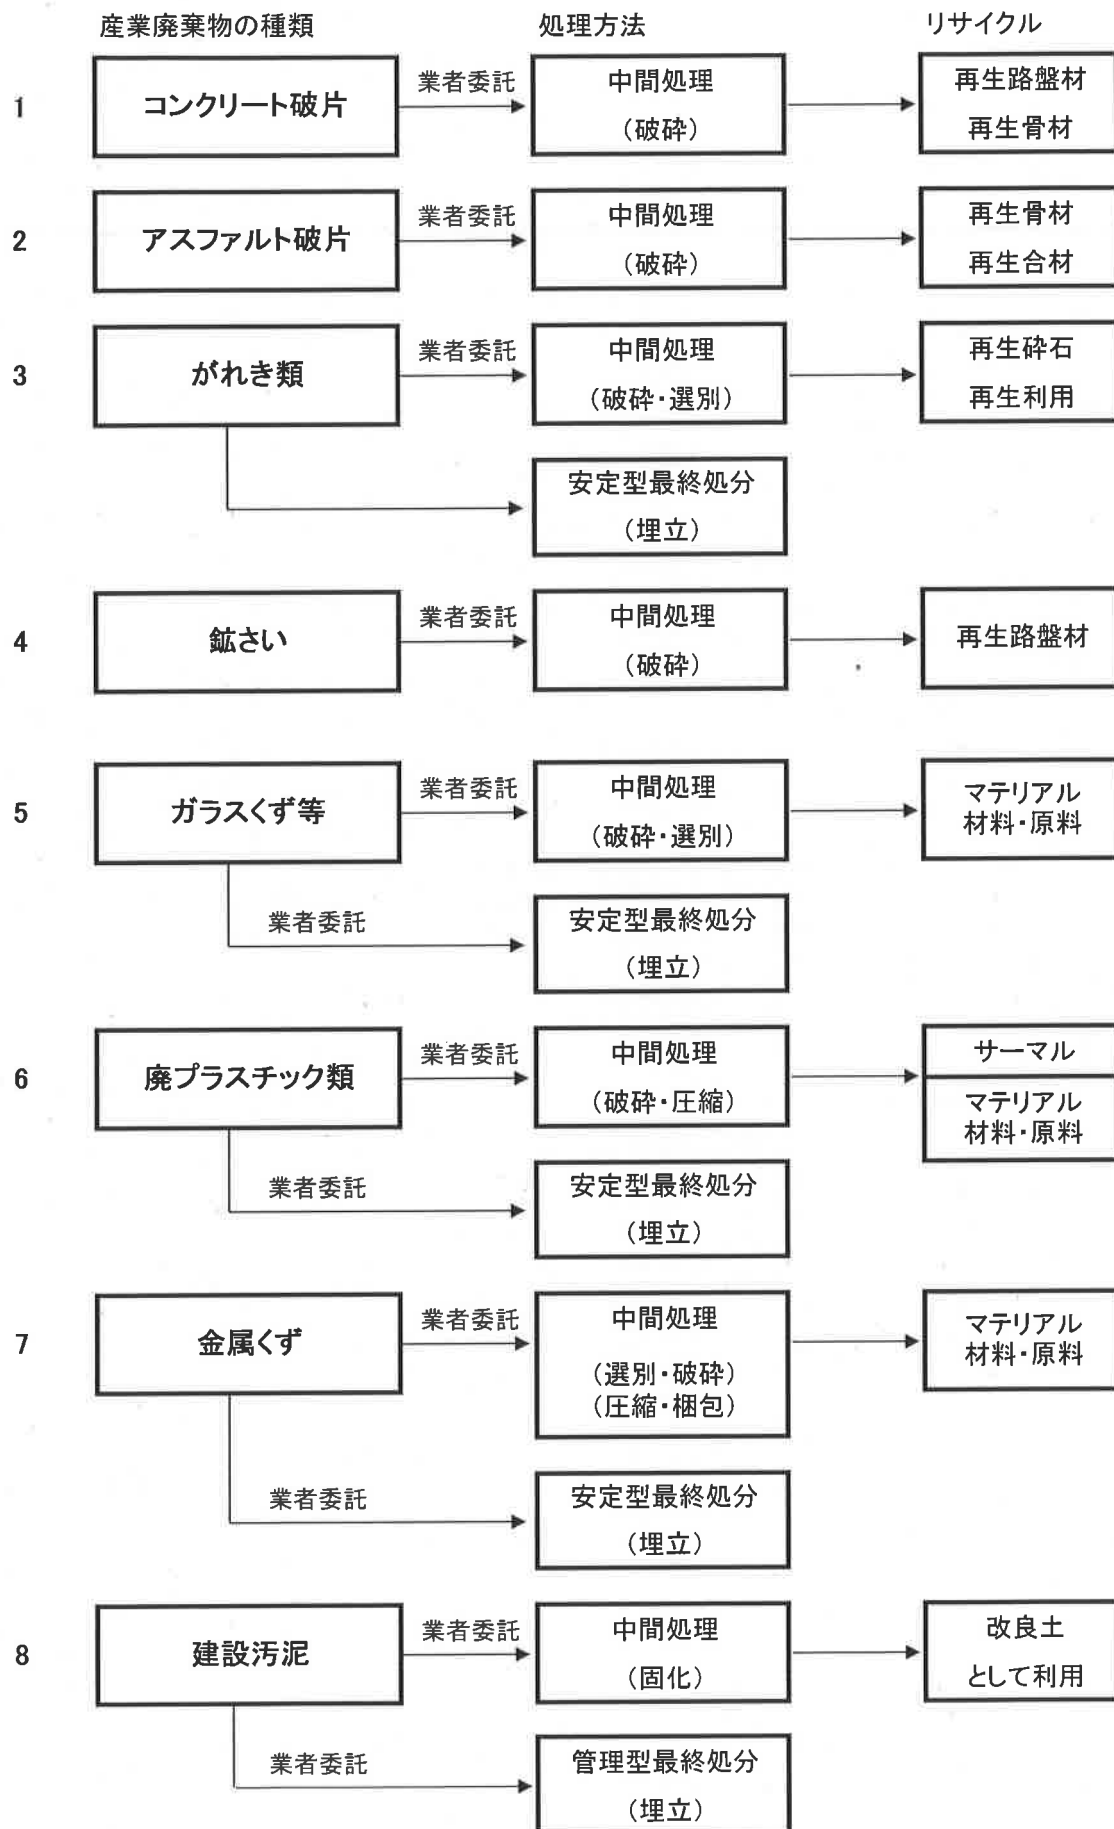 産業廃棄物の種類 処理方法 リサイクル
1
コンクリート破片
業者委託
中間処理
（破砕）
再生路盤材
再生骨材
2
アスファルト破片
業者委託
中間処理
（破砕）
再生骨材
再生合材
3
がれき類
業者委託
中間処理
（破砕・選別）
再生砕石
再生利用
安定型最終処分
（埋立）
4
鉱さい
業者委託
中間処理
（破砕）
再生路盤材
5
ガラスくず等
業者委託
中間処理
（破砕・選別）
マテリアル
材料・原料
業者委託
安定型最終処分
（埋立）
6
廃プラスチック類
業者委託
中間処理
（破砕・圧縮）
サーマル
マテリアル
材料・原料
業者委託
安定型最終処分
（埋立）
7
金属くず
業者委託
中間処理
（選別・破砕）
（圧縮・梱包）
マテリアル
材料・原料
業者委託
安定型最終処分
（埋立）
8
建設汚泥
業者委託
中間処理
（固化）
改良土
として利用
業者委託
管理型最終処分
（埋立）